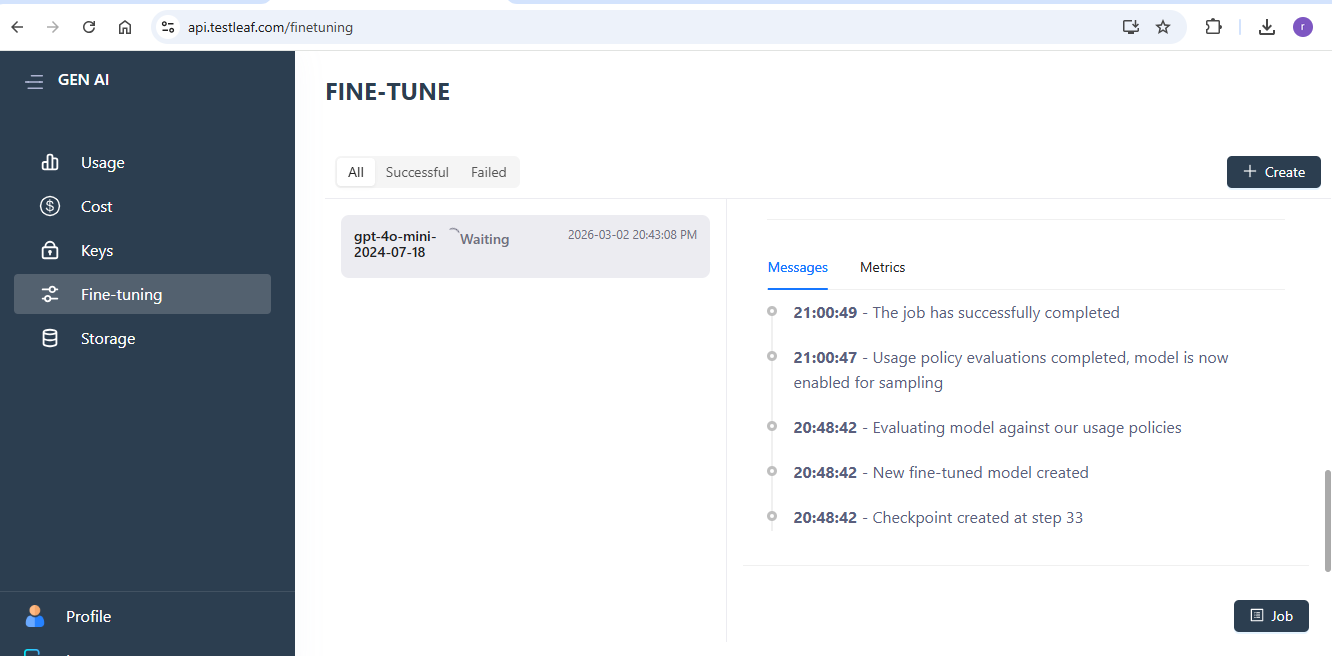 api.testleaf.com/finetuning
r
GEN AI
Usage
Cost
Keys
Fine-tuning
Storage
Profile
FINE-TUNE
All Successful Failed
Create
gpt-4o-mini-
2024-07-18
Waiting
2026-03-02 20:43:08 PM
Messages Metrics
21:00:49 - The job has successfully completed
21:00:47 - Usage policy evaluations completed, model is now
enabled for sampling
20:48:42 - Evaluating model against our usage policies
20:48:42 - New fine-tuned model created
20:48:42 - Checkpoint created at step 33
Job